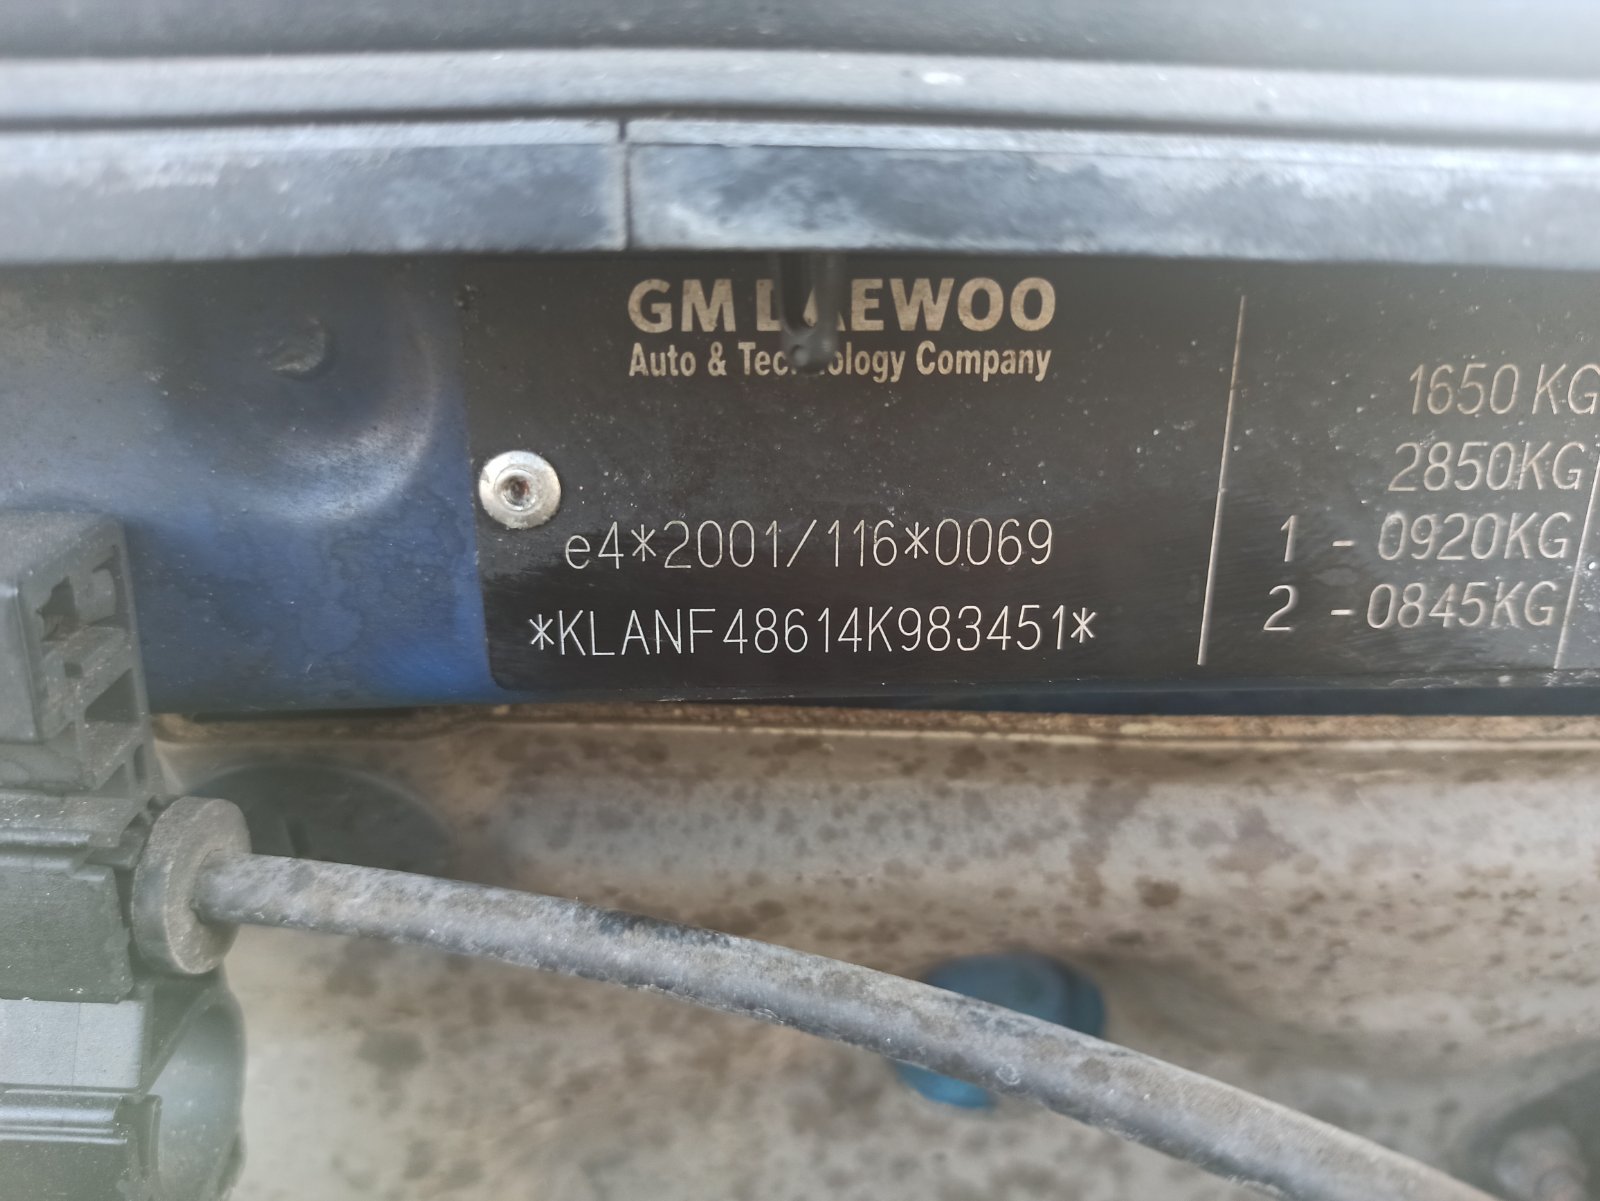 GM DAEWOO
Auto & Technology Company
e4*2001/116*0069
*KLANF48614K983451*
1650 KG
2850KG
1 - 0920KG
2 - 0845KG